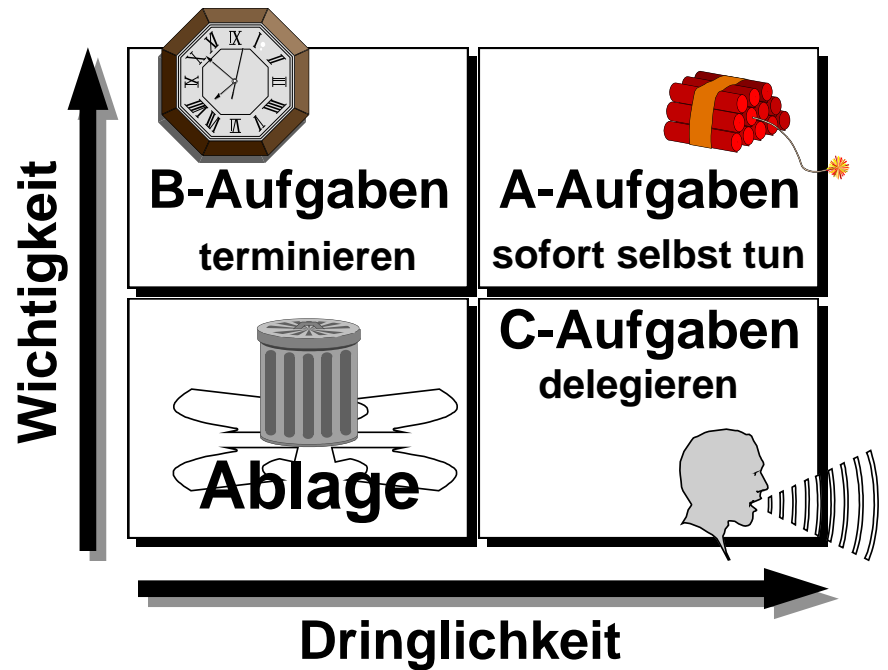 Wichtigkeit
B-Aufgaben
terminieren
A-Aufgaben
sofort selbst tun
Ablage
C-Aufgaben
delegieren
Dringlichkeit